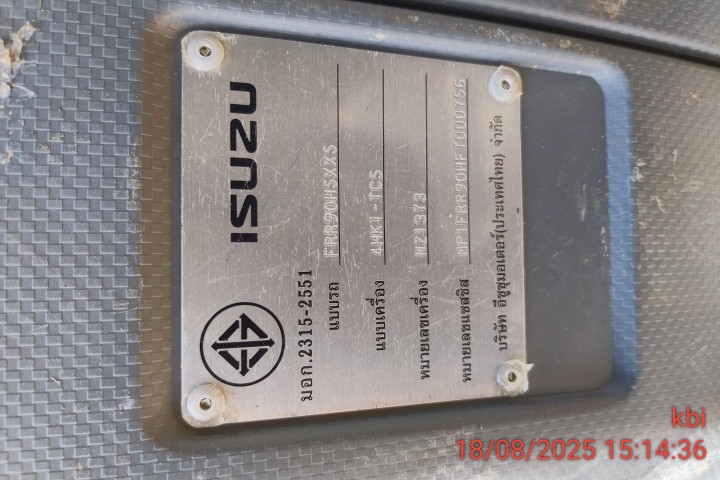 ISUZU
มอก.2315-2551
แบบรถ FRR90HSXXS
แบบเครื่อง 4HK1-TCS
หมายเลขเครื่อง MZ1373
หมายเลขแชสซีส MP1FRR90HFT000756
บริษัท อีซูซุมอเตอร์(ประเทศไทย) จำกัด
kbi
18/08/2025 15:14:36